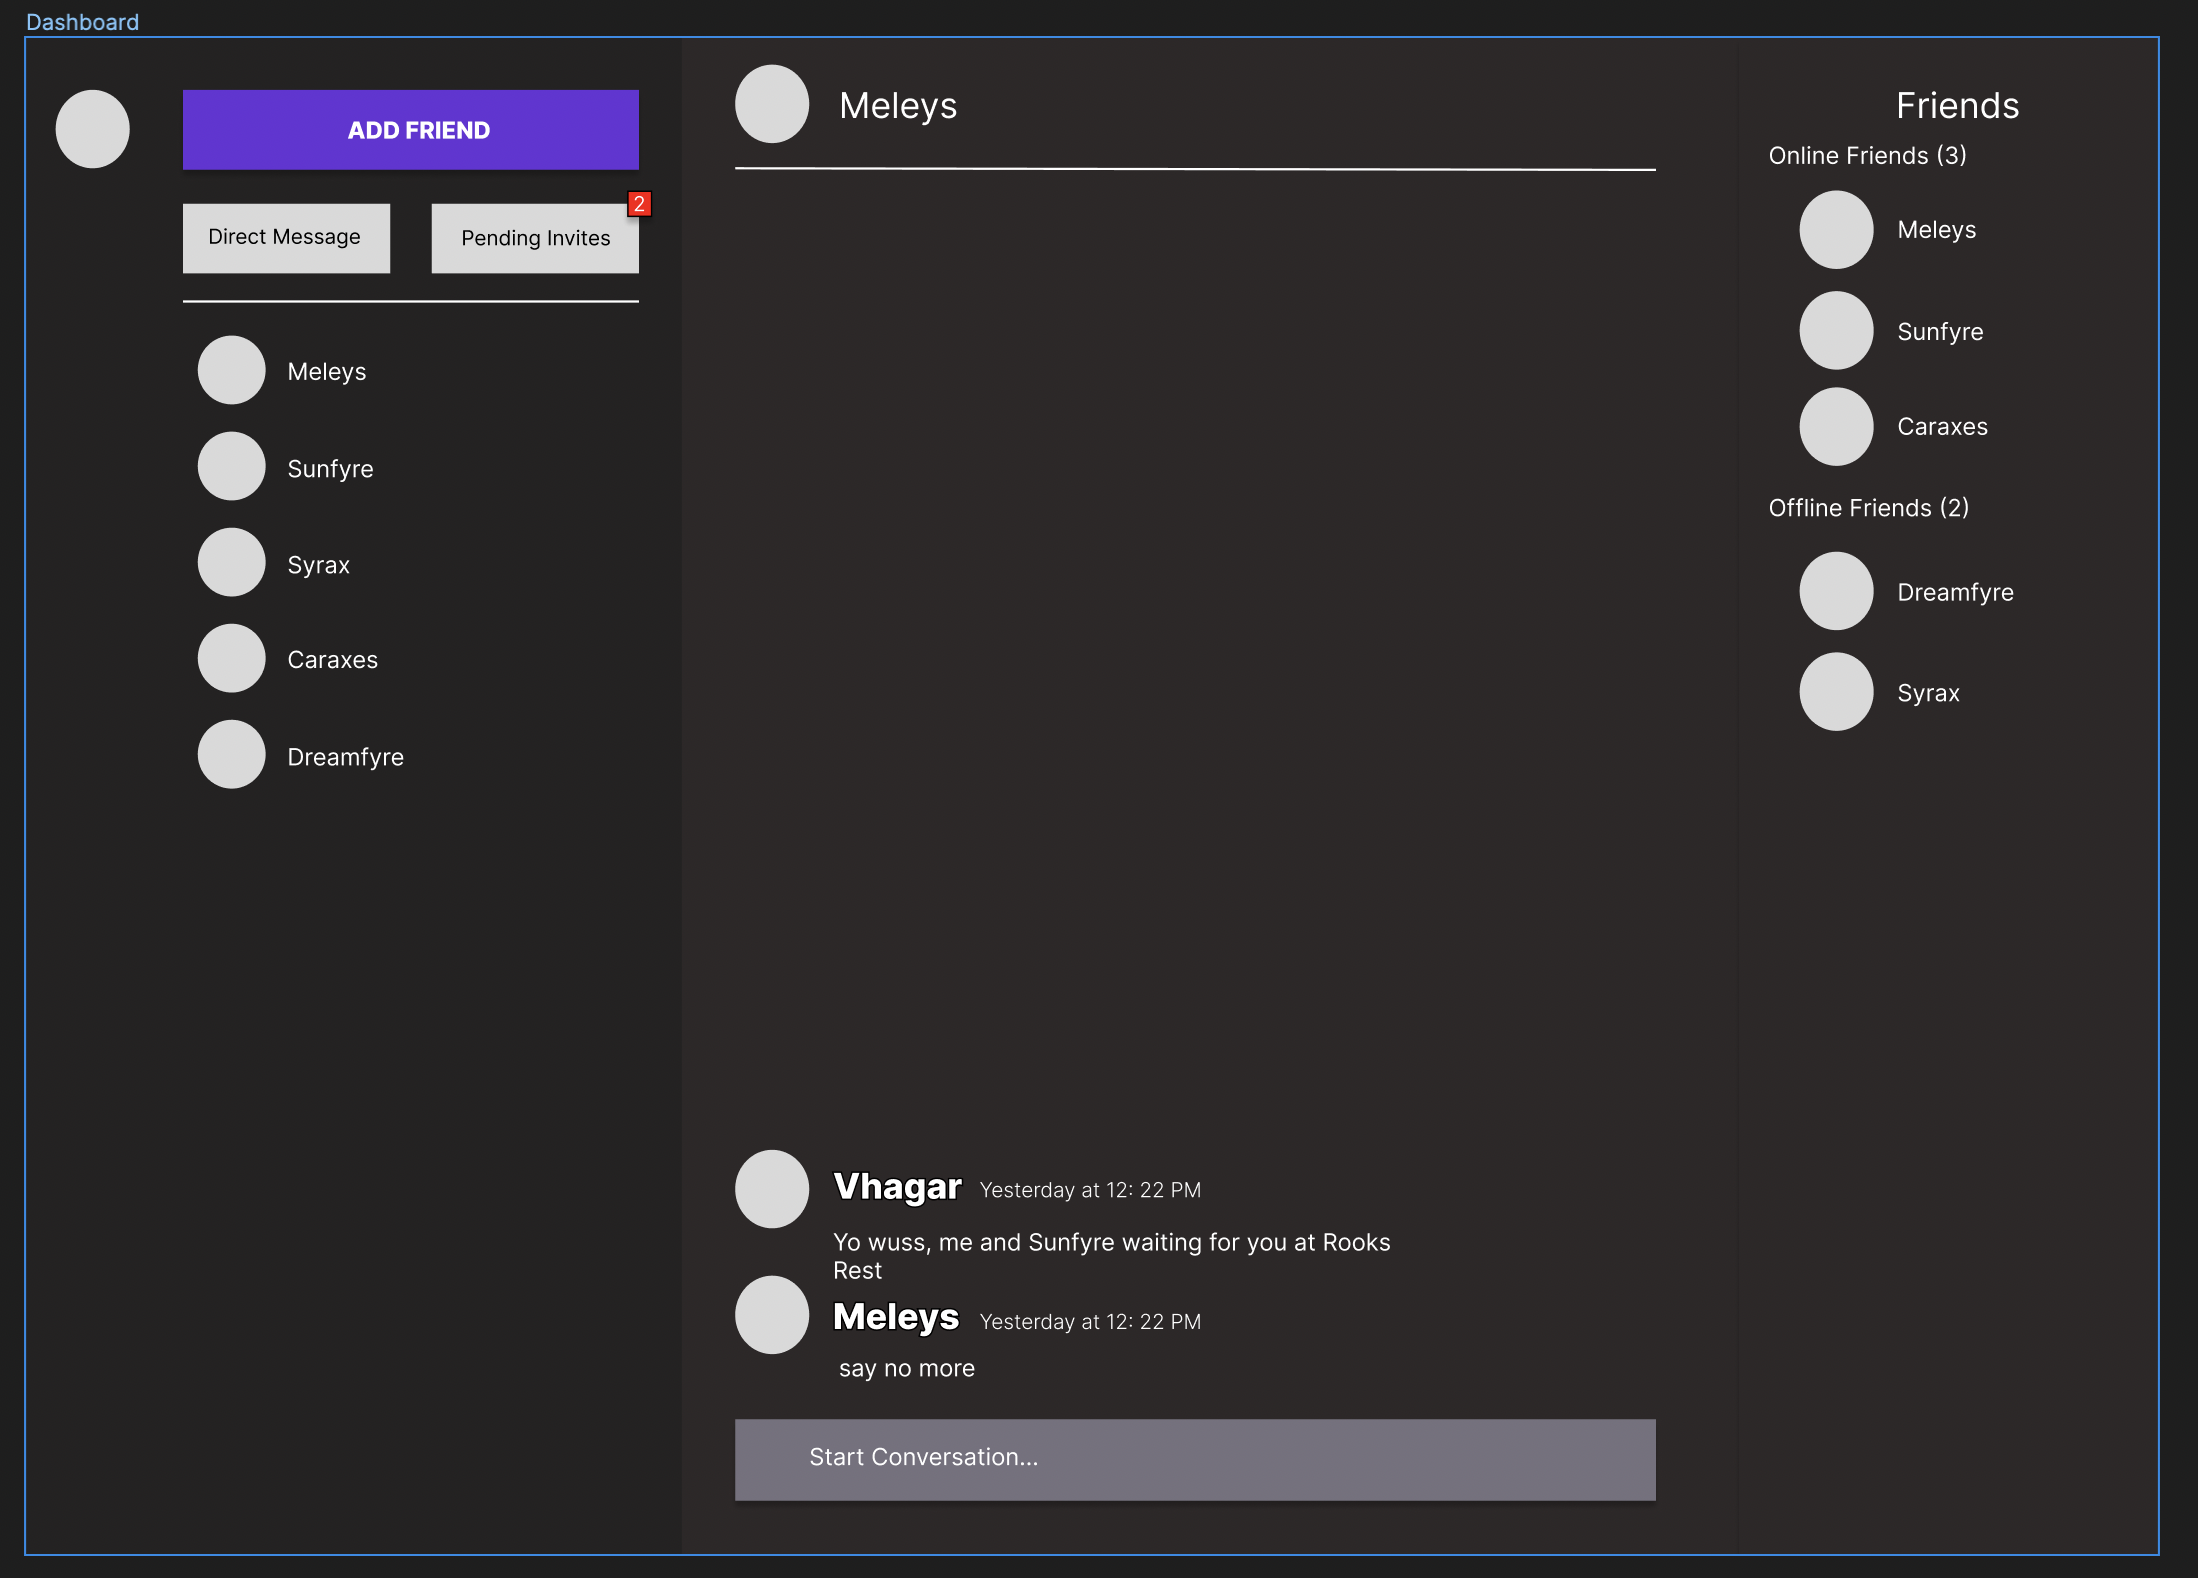 Dashboard
ADD FRIEND
Direct Message
Pending Invites
2
Meleys
Sunfyre
Syrax
Caraxes
Dreamfyre
Meleys
Vhagar Yesterday at 12: 22 PM
Yo wuss, me and Sunfyre waiting for you at Rooks
Rest
Meleys Yesterday at 12: 22 PM
say no more
Start Conversation...
Friends
Online Friends (3)
Meleys
Sunfyre
Caraxes
Offline Friends (2)
Dreamfyre
Syrax